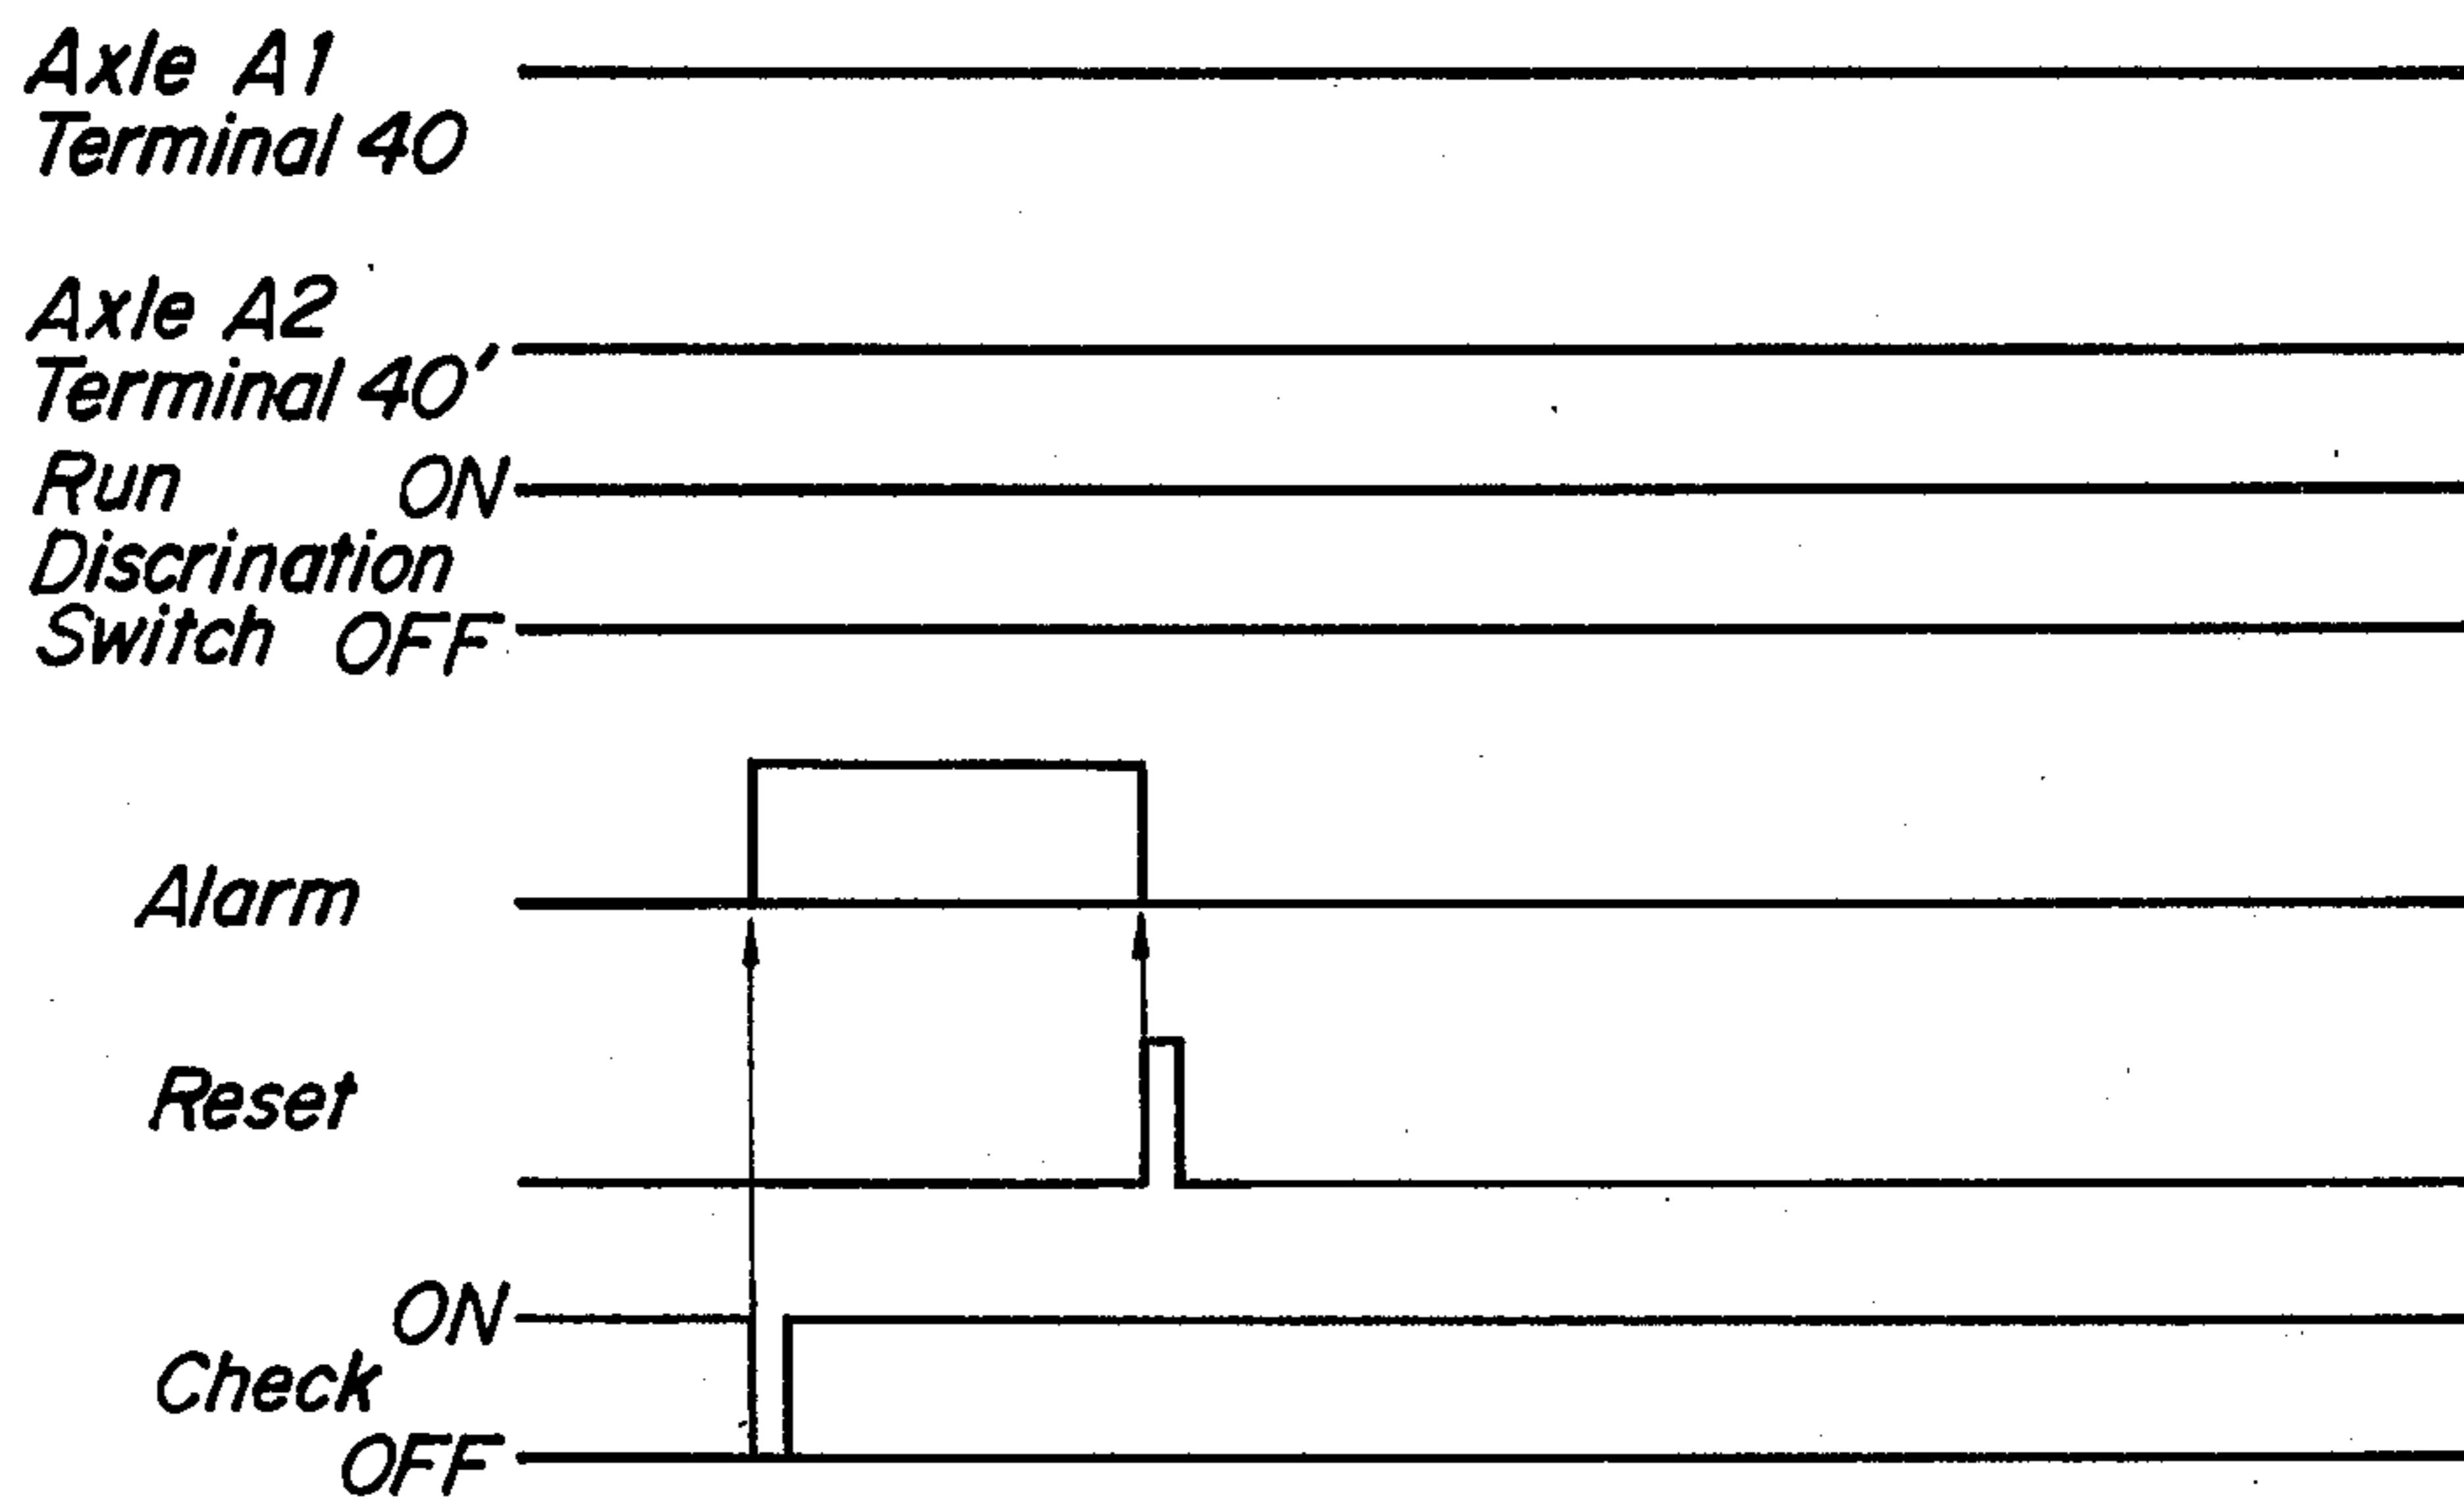 Axle A1
Terminal 40
Axle A2
Terminal 40'
Run ON
Discrination
Switch OFF
Alarm
Reset
ON
Check
OFF